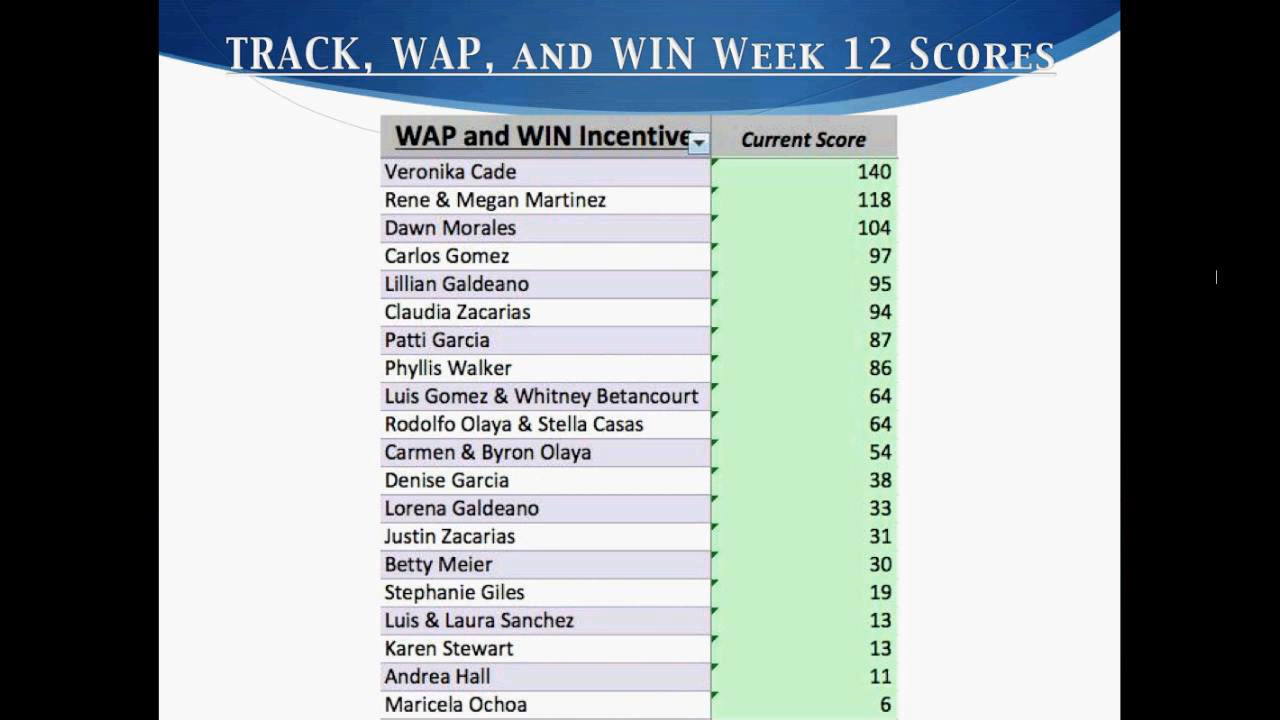 TRACK, WAP, AND WIN WEEK 12 SCORES
WAP and WIN Incentive Current Score
Veronika Cade 140
Rene & Megan Martinez 118
Dawn Morales 104
Carlos Gomez 97
Lillian Galdeano 95
Claudia Zacarias 94
Patti Garcia 87
Phyllis Walker 86
Luis Gomez & Whitney Betancourt 64
Rodolfo Olaya & Stella Casas 64
Carmen & Byron Olaya 54
Denise Garcia 38
Lorena Galdeano 33
Justin Zacarias 31
Betty Meier 30
Stephanie Giles 19
Luis & Laura Sanchez 13
Karen Stewart 13
Andrea Hall 11
Maricela Ochoa 6